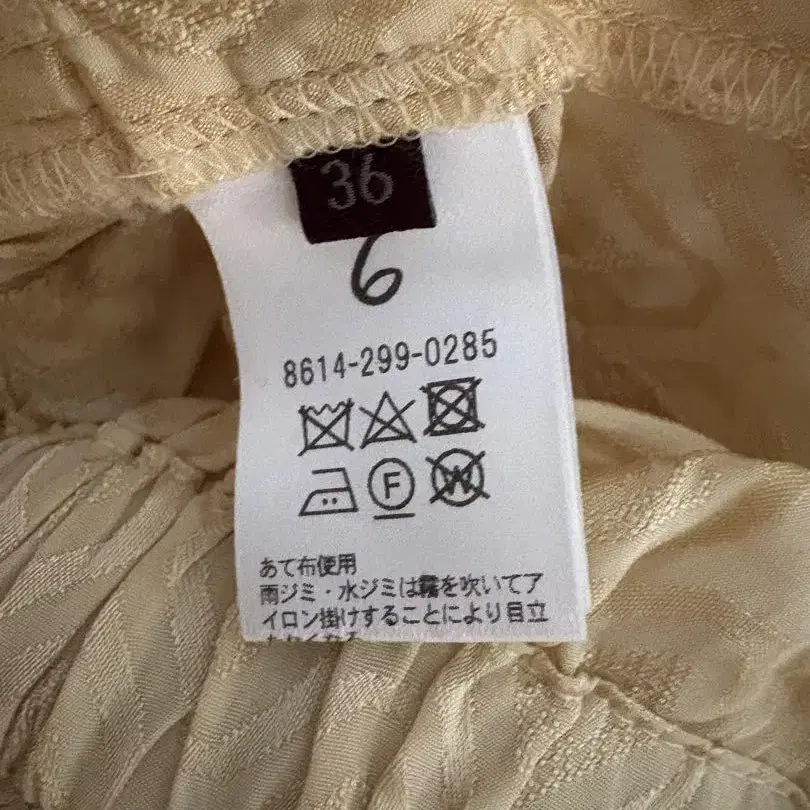 36
6
8614-299-0285
F
W
あて布使用
雨ジミ・水ジミは霧を吹いてア
イロン掛けすることにより目立